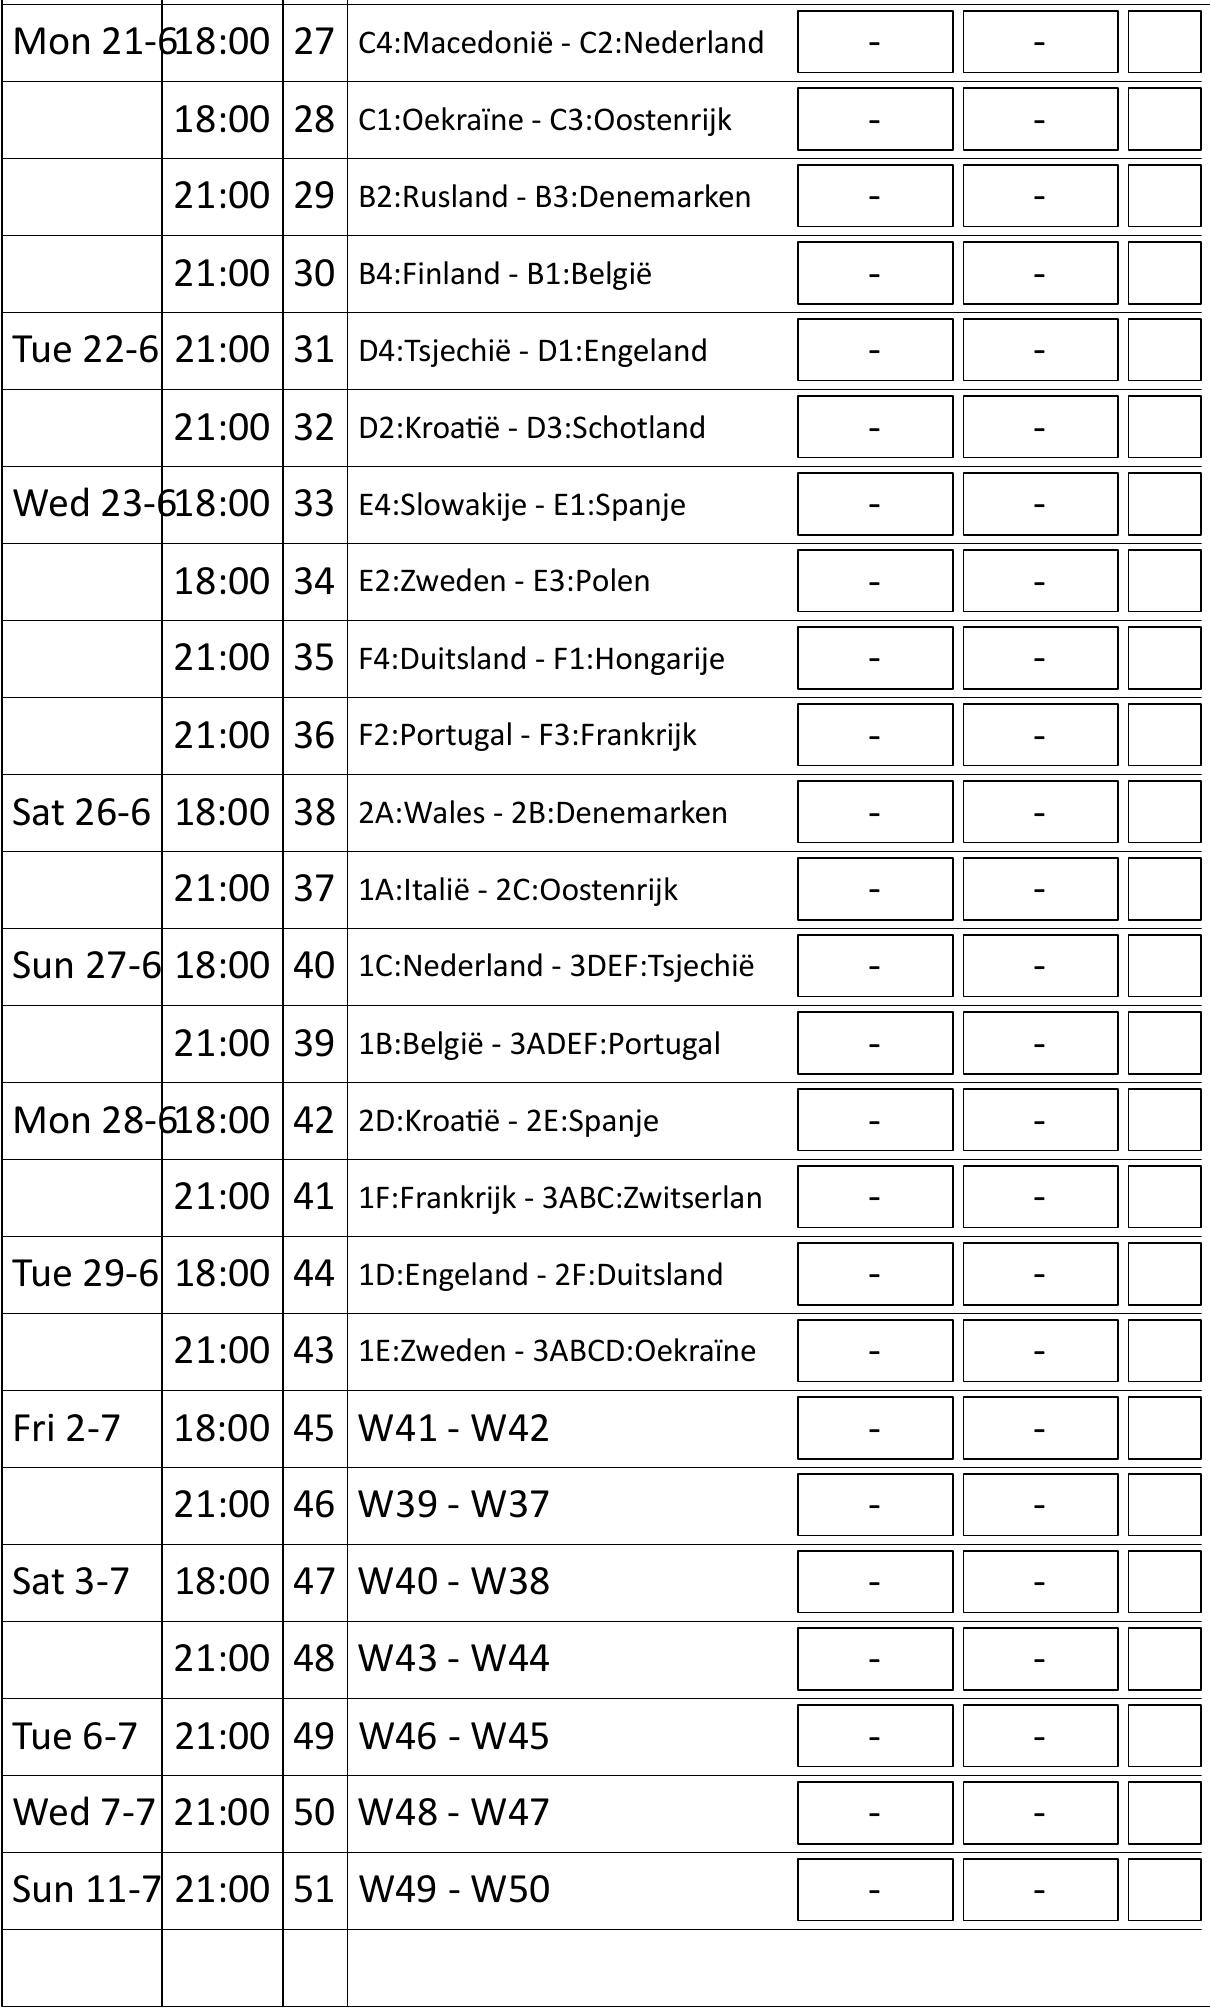 Mon 21-6 18:00 27 C4:Macedonië - C2:Nederland - -
18:00 28 C1:Oekraïne - C3:Oostenrijk - -
21:00 29 B2:Rusland - B3:Denemarken - -
21:00 30 B4:Finland - B1:België - -
Tue 22-6 21:00 31 D4:Tsjechië - D1:Engeland - -
21:00 32 D2:Kroatië - D3:Schotland - -
Wed 23-6 18:00 33 E4:Slowakije - E1:Spanje - -
18:00 34 E2:Zweden - E3:Polen - -
21:00 35 F4:Duitsland - F1:Hongarije - -
21:00 36 F2:Portugal - F3:Frankrijk - -
Sat 26-6 18:00 38 2A:Wales - 2B:Denemarken - -
21:00 37 1A:Italië - 2C:Oostenrijk - -
Sun 27-6 18:00 40 1C:Nederland - 3DEF:Tsjechië - -
21:00 39 1B:België - 3ADEF:Portugal - -
Mon 28-6 18:00 42 2D:Kroatië - 2E:Spanje - -
21:00 41 1F:Frankrijk - 3ABC:Zwitserlan - -
Tue 29-6 18:00 44 1D:Engeland - 2F:Duitsland - -
21:00 43 1E:Zweden - 3ABCD:Oekraïne - -
Fri 2-7 18:00 45 W41 - W42 - -
21:00 46 W39 - W37 - -
Sat 3-7 18:00 47 W40 - W38 - -
21:00 48 W43 - W44 - -
Tue 6-7 21:00 49 W46 - W45 - -
Wed 7-7 21:00 50 W48 - W47 - -
Sun 11-7 21:00 51 W49 - W50 - -